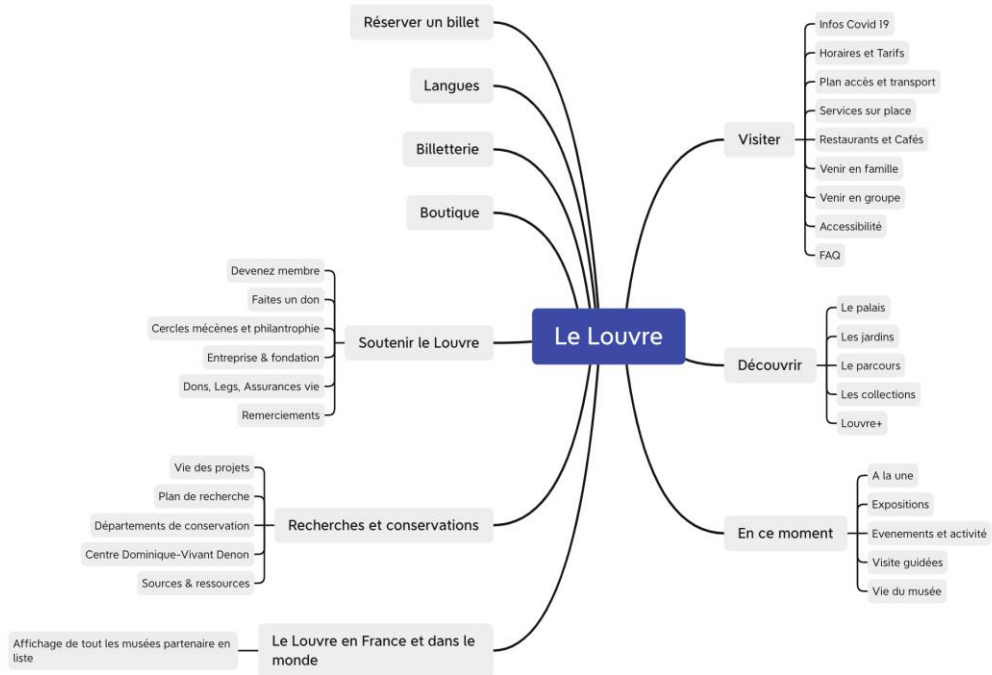 Le Louvre
Réserver un billet
Langues
Billetterie
Boutique
Soutenir le Louvre
Devenez membre
Faites un don
Cercles mécènes et philantrophie
Entreprise & fondation
Dons, Legs, Assurances vie
Remerciements
Recherches et conservations
Vie des projets
Plan de recherche
Départements de conservation
Centre Dominique-Vivant Denon
Sources & ressources
Le Louvre en France et dans le
monde
Affichage de tout les musées partenaire en
liste
Visiter
Infos Covid 19
Horaires et Tarifs
Plan accès et transport
Services sur place
Restaurants et Cafés
Venir en famille
Venir en groupe
Accessibilité
FAQ
Découvrir
Le palais
Les jardins
Le parcours
Les collections
Louvre+
En ce moment
A la une
Expositions
Evenements et activité
Visite guidées
Vie du musée